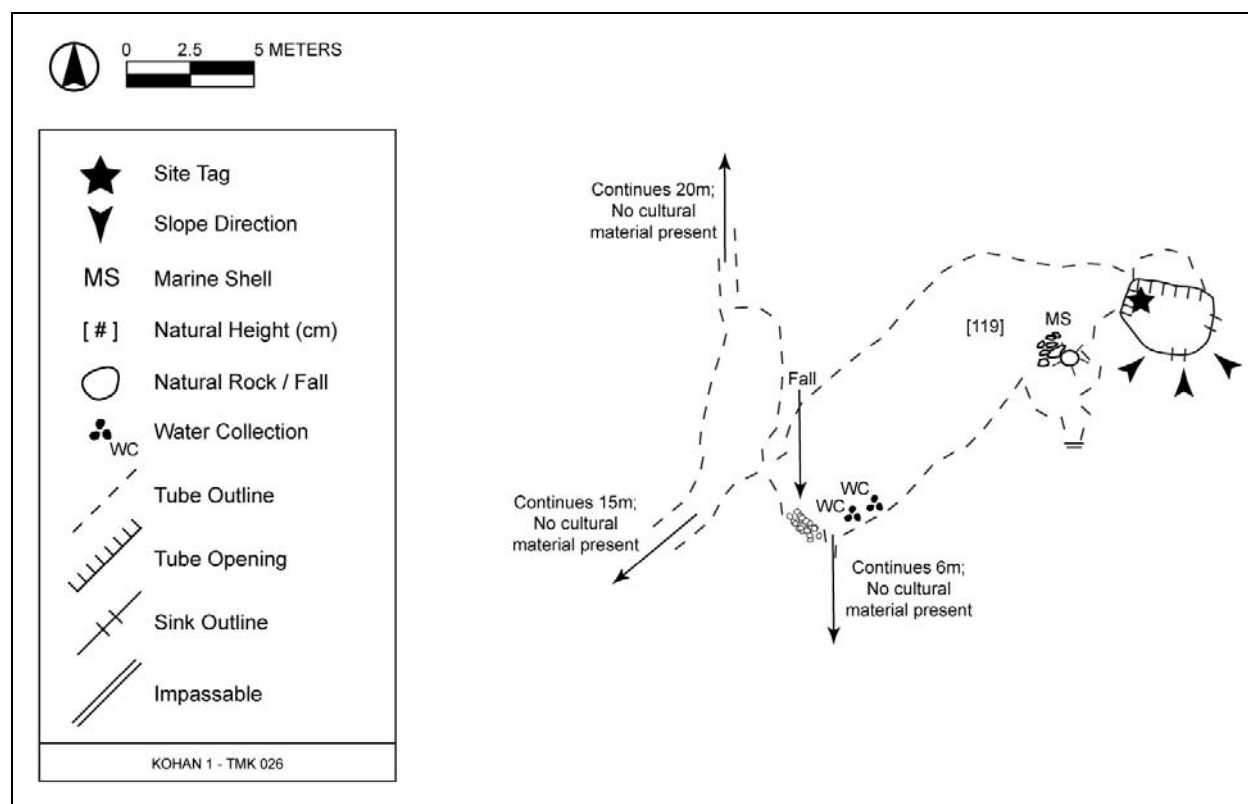 0 2.5 5 METERS
Site Tag
Slope Direction
MS Marine Shell
[ # ] Natural Height (cm)
Natural Rock / Fall
WC Water Collection
Tube Outline
Tube Opening
Sink Outline
Impassable
KOHAN 1 - TMK 026
Continues 20m;
No cultural
material present
[119]
MS
Fall
WC
WC
Continues 15m;
No cultural
material present
Continues 6m;
No cultural
material present